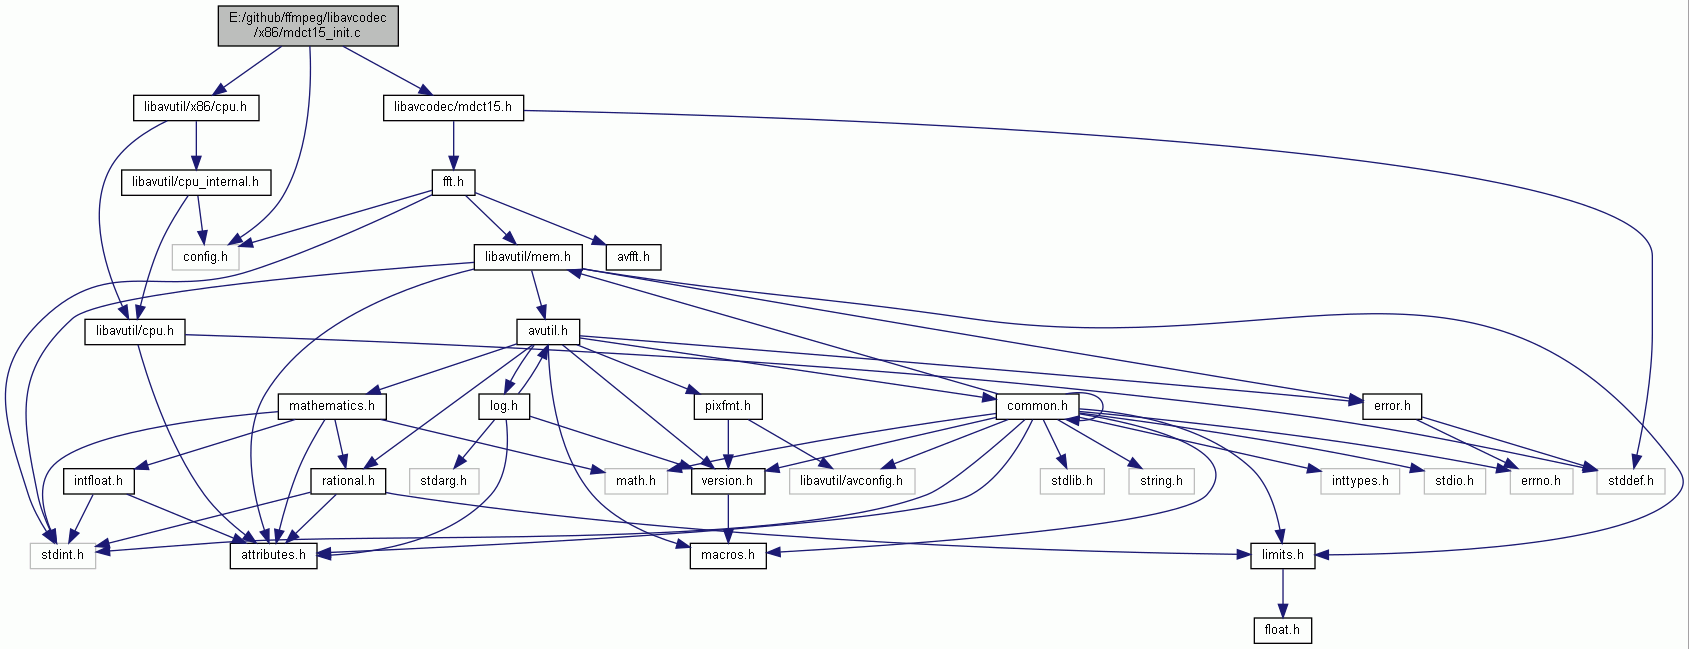 E:/github/ffmpeg/libavcodec
/x86/mdct15_init.c
libavutil/x86/cpu.h
libavcodec/mdct15.h
libavutil/cpu_internal.h
fft.h
config.h
libavutil/mem.h
avfft.h
libavutil/cpu.h
avutil.h
mathematics.h
log.h
pixfmt.h
common.h
error.h
intfloat.h
rational.h
stdarg.h
math.h
version.h
libavutil/avconfig.h
stdlib.h
string.h
inttypes.h
stdio.h
errno.h
stddef.h
stdint.h
attributes.h
macros.h
limits.h
float.h